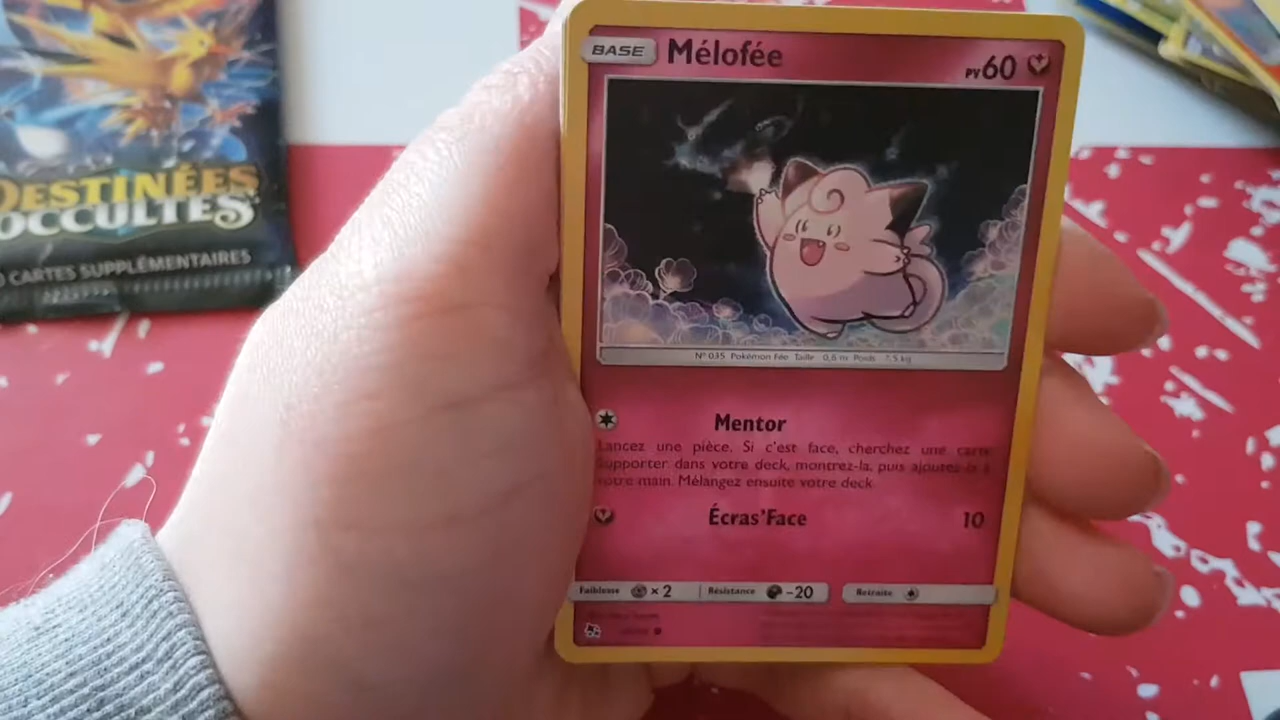 DESTINÉES
OCCULTES
CARTES SUPPLÉMENTAIRES
BASE Mélofée PV60
N° 035 Pokémon Fée Taille 0,6 m Poids 7,5 kg
Mentor
Lancez une pièce. Si c'est face, cherchez une carte
Supporter dans votre deck, montrez-la, puis ajoutez-la à
votre main. Mélangez ensuite votre deck.
Écras'Face 10
Faiblesse ×2 Résistance -20 Retraite